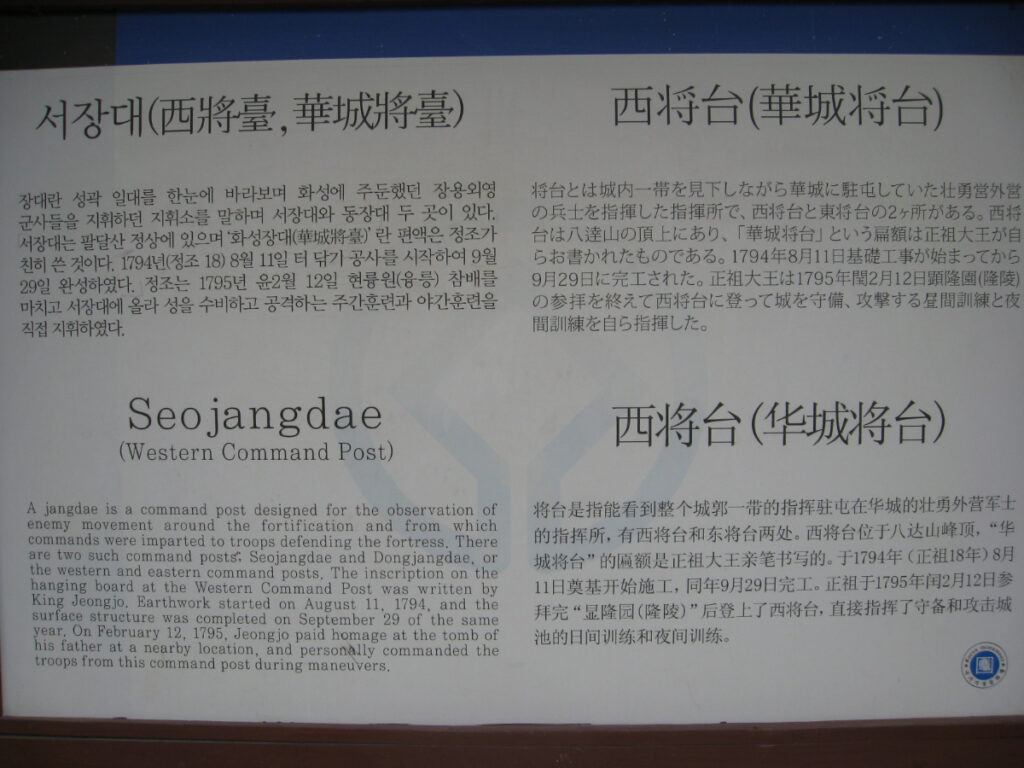 서장대(西將臺, 華城將臺)
장대란 성곽 일대를 한눈에 바라보며 화성에 주둔했던 장용외영
군사들을 지휘하던 지휘소를 말하며 서장대와 동장대 두 곳이 있다.
서장대는 팔달산 정상에 있으며 ‘화성장대(華城將臺)’ 란 편액은 정조가
친히 쓴 것이다. 1794년(정조 18) 8월 11일 터 닦기 공사를 시작하여 9월
29일 완성하였다. 정조는 1795년 윤2월 12일 현륭원(융릉) 참배를
마치고 서장대에 올라 성을 수비하고 공격하는 주간훈련과 야간훈련을
직접 지휘하였다.
西将台(華城将台)
将台とは城内一帯を見下しながら華城に駐屯していた壮勇営外営
の兵士を指揮した指揮所で、西将台と東将台の2ヶ所がある。西将
台は八達山の頂上にあり、「華城将台」という扁額は正祖大王が自
らお書かれたものである。1794年8月11日基礎工事が始まってから
9月29日に完工された。正祖大王は1795年閏2月12日顕隆園(隆陵)
の参拝を終えて西将台に登って城を守備、攻撃する昼間訓練と夜
間訓練を自ら指揮した。
Seojangdae
(Western Command Post)
A jangdae is a command post designed for the observation of
enemy movement around the fortification and from which
commands were imparted to troops defending the fortress. There
are two such command posts: Seojangdae and Dongjangdae, or
the western and eastern command posts. The inscription on the
hanging board at the Western Command Post was written by
King Jeongjo. Earthwork started on August 11, 1794, and the
surface structure was completed on September 29 of the same
year. On February 12, 1795, Jeongjo paid homage at the tomb of
his father at a nearby location, and personally commanded the
troops from this command post during maneuvers.
西将台(华城将台)
将台是指能看到整个城郭一带的指挥驻屯在华城的壮勇外营军士
的指挥所，有西将台和东将台两处。西将台位于八达山峰顶，“华
城将台”的匾额是正祖大王亲笔书写的。于1794年（正祖18年）8月
11日奠基开始施工，同年9月29日完工。正祖于1795年闰2月12日参
拜完“显隆园(隆陵)”后登上了西将台，直接指挥了守备和攻击城
池的日间训练和夜间训练。